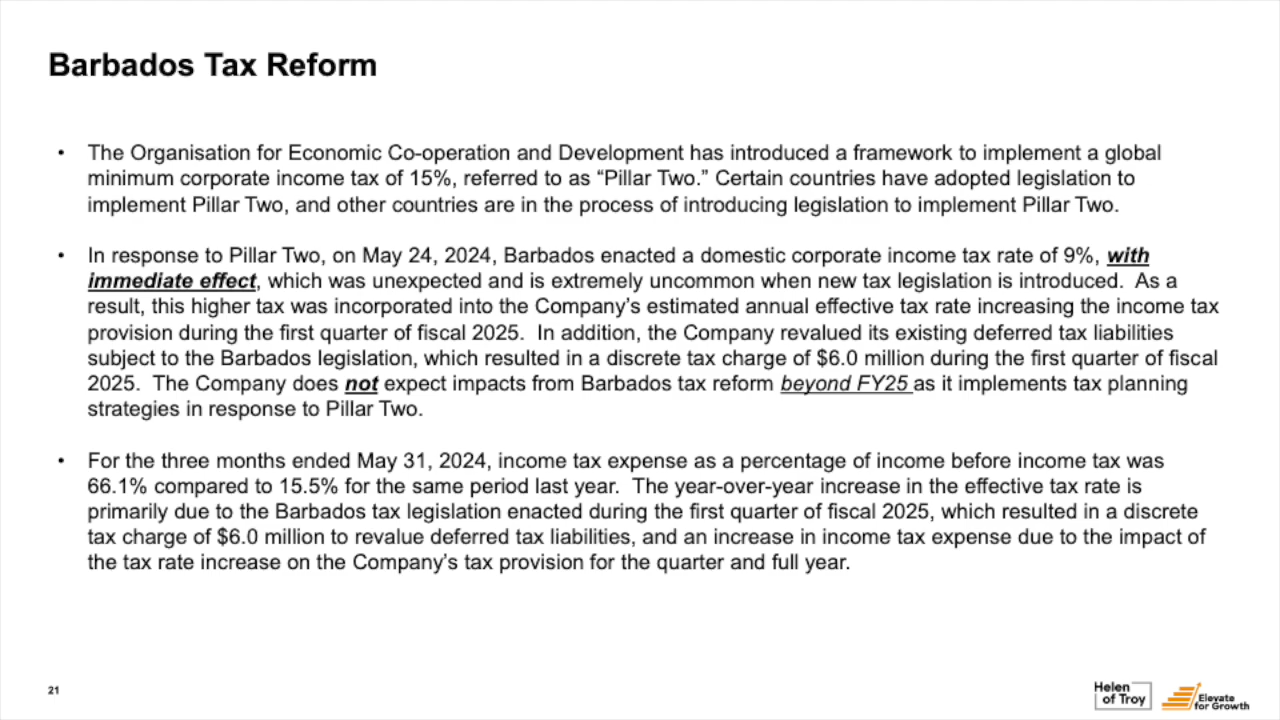 Barbados Tax Reform
• The Organisation for Economic Co-operation and Development has introduced a framework to implement a global
minimum corporate income tax of 15%, referred to as “Pillar Two.” Certain countries have adopted legislation to
implement Pillar Two, and other countries are in the process of introducing legislation to implement Pillar Two.
• In response to Pillar Two, on May 24, 2024, Barbados enacted a domestic corporate income tax rate of 9%, with
immediate effect, which was unexpected and is extremely uncommon when new tax legislation is introduced. As a
result, this higher tax was incorporated into the Company’s estimated annual effective tax rate increasing the income tax
provision during the first quarter of fiscal 2025. In addition, the Company revalued its existing deferred tax liabilities
subject to the Barbados legislation, which resulted in a discrete tax charge of $6.0 million during the first quarter of fiscal
2025. The Company does not expect impacts from Barbados tax reform beyond FY25 as it implements tax planning
strategies in response to Pillar Two.
• For the three months ended May 31, 2024, income tax expense as a percentage of income before income tax was
66.1% compared to 15.5% for the same period last year. The year-over-year increase in the effective tax rate is
primarily due to the Barbados tax legislation enacted during the first quarter of fiscal 2025, which resulted in a discrete
tax charge of $6.0 million to revalue deferred tax liabilities, and an increase in income tax expense due to the impact of
the tax rate increase on the Company’s tax provision for the quarter and full year.
21
Helen
of Troy
Elevate
for Growth